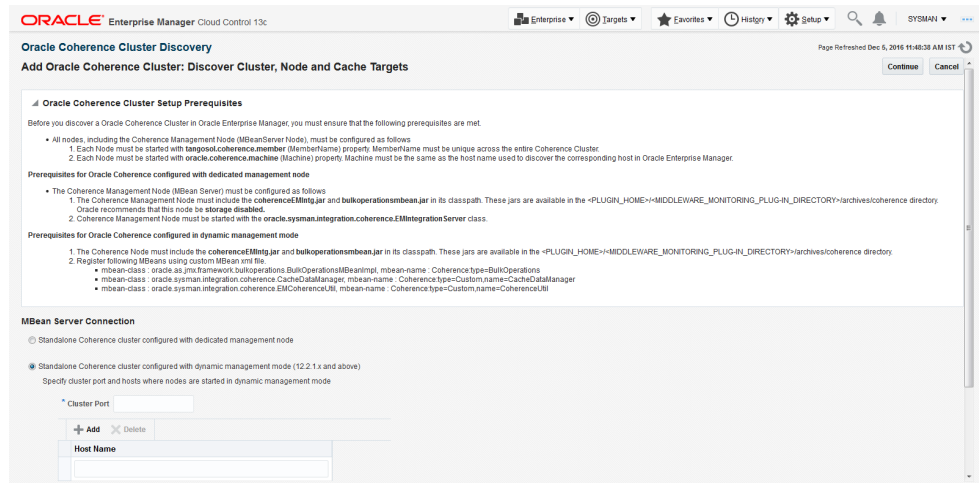 ORACLE Enterprise Manager Cloud Control 13c
Enterprise Targets Favorites History Setup SYSMAN
Oracle Coherence Cluster Discovery
Page Refreshed Dec 5, 2016 11:48:38 AM IST
Add Oracle Coherence Cluster: Discover Cluster, Node and Cache Targets
Continue Cancel
Oracle Coherence Cluster Setup Prerequisites
Before you discover a Oracle Coherence Cluster in Oracle Enterprise Manager, you must ensure that the following prerequisites are met.
• All nodes, including the Coherence Management Node (MBeanServer Node), must be configured as follows
1. Each Node must be started with tangosol.coherence.member (MemberName) property. MemberName must be unique across the entire Coherence Cluster.
2. Each Node must be started with oracle.coherence.machine (Machine) property. Machine must be the same as the host name used to discover the corresponding host in Oracle Enterprise Manager.
Prerequisites for Oracle Coherence configured with dedicated management node
• The Coherence Management Node (MBean Server) must be configured as follows
1. The Coherence Management Node must include the coherenceEMIntg.jar and bulkoperationsmbean.jar in its classpath. These jars are available in the <PLUGIN_HOME>/<MIDDLEWARE_MONITORING_PLUG-IN_DIRECTORY>/archives/coherence directory.
Oracle recommends that this node be storage disabled.
2. Coherence Management Node must be started with the oracle.sysman.integration.coherence.EMIntegrationServer class.
Prerequisites for Oracle Coherence configured in dynamic management mode
1. The Coherence Node must include the coherenceEMIntg.jar and bulkoperationsmbean.jar in its classpath. These jars are available in the <PLUGIN_HOME>/<MIDDLEWARE_MONITORING_PLUG-IN_DIRECTORY>/archives/coherence directory.
2. Register following MBeans using custom MBean xml file.
▪ mbean-class : oracle.as.jmx.framework.bulkoperations.BulkOperationsMBeanImpl, mbean-name : Coherence:type=BulkOperations
▪ mbean-class : oracle.sysman.integration.coherence.CacheDataManager, mbean-name : Coherence:type=Custom,name=CacheDataManager
▪ mbean-class : oracle.sysman.integration.coherence.EMCoherenceUtil, mbean-name : Coherence:type=Custom,name=CoherenceUtil
MBean Server Connection
Standalone Coherence cluster configured with dedicated management node
Standalone Coherence cluster configured with dynamic management mode (12.2.1.x and above)
Specify cluster port and hosts where nodes are started in dynamic management mode
* Cluster Port
Add Delete
Host Name